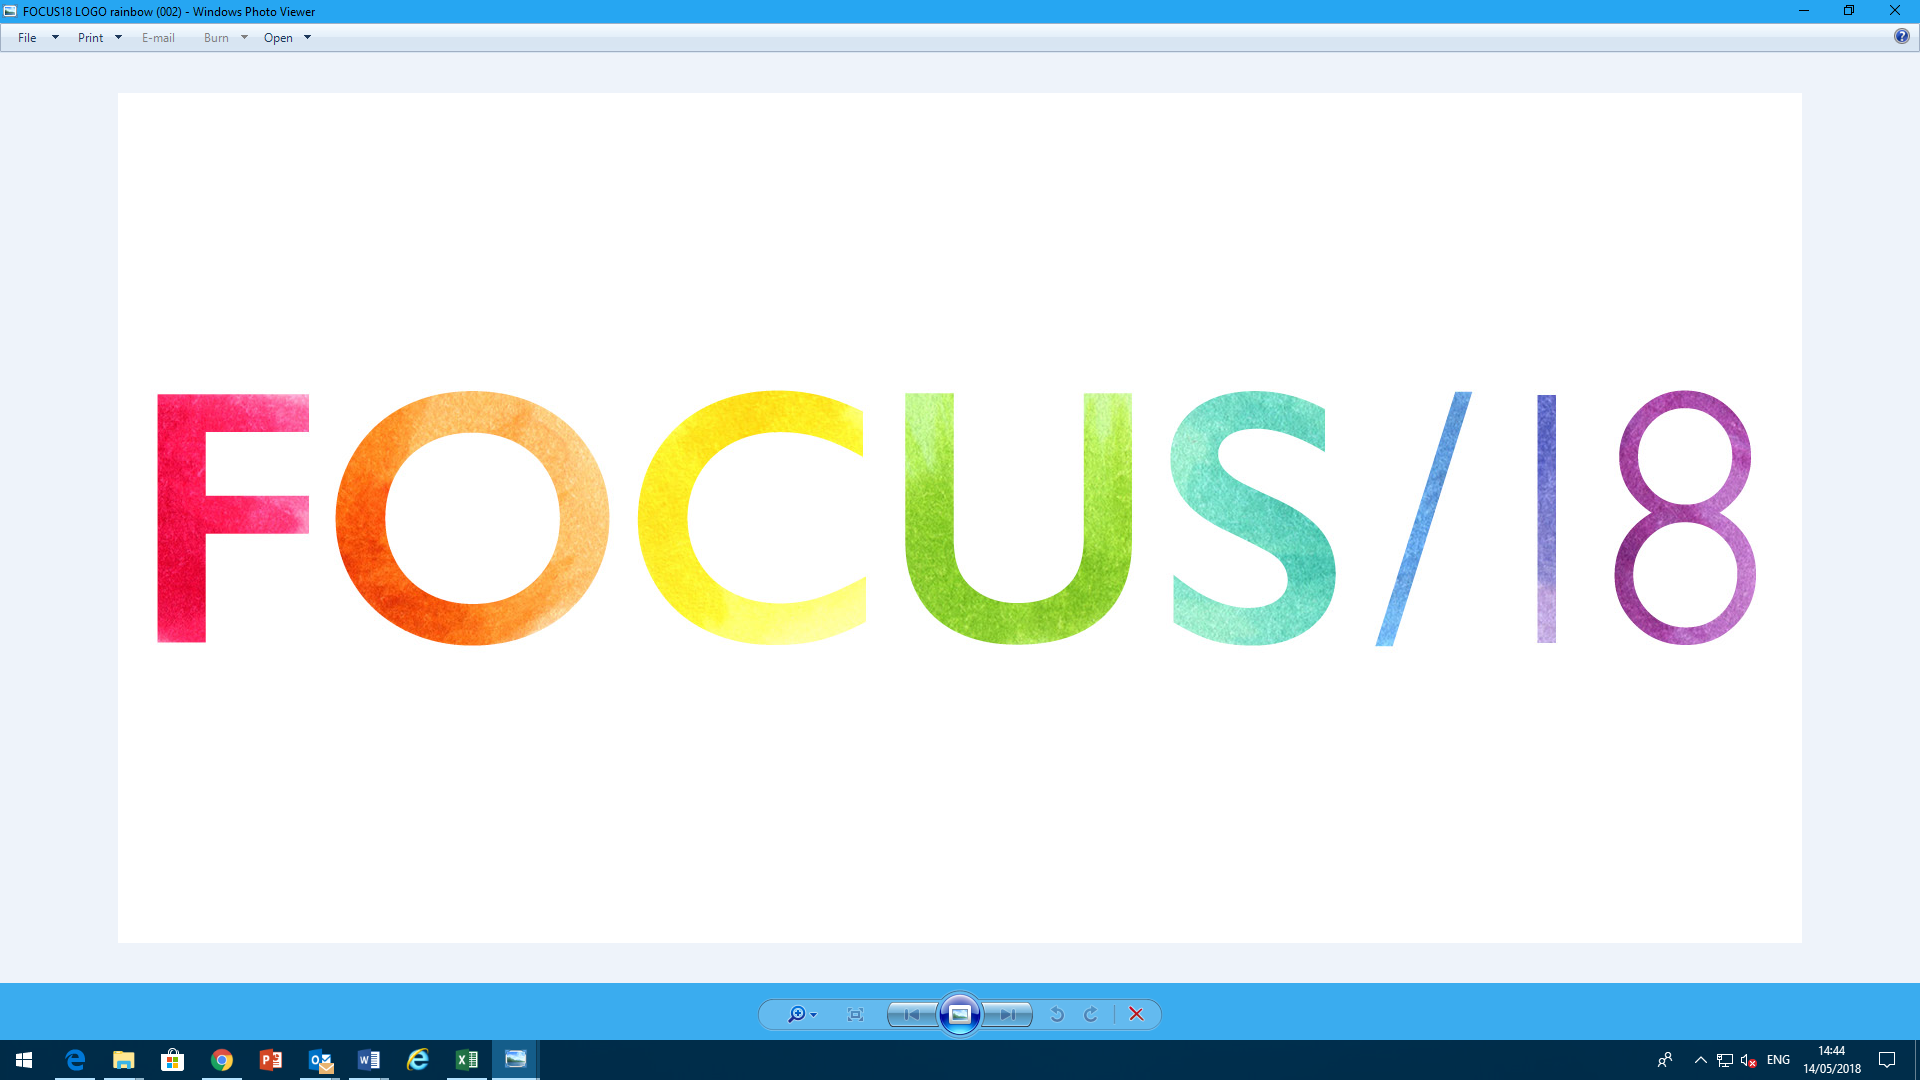 FOCUS18 LOGO rainbow (002) - Windows Photo Viewer
File Print E-mail Burn Open
FOCUS/18
ENG
14:44
14/05/2018